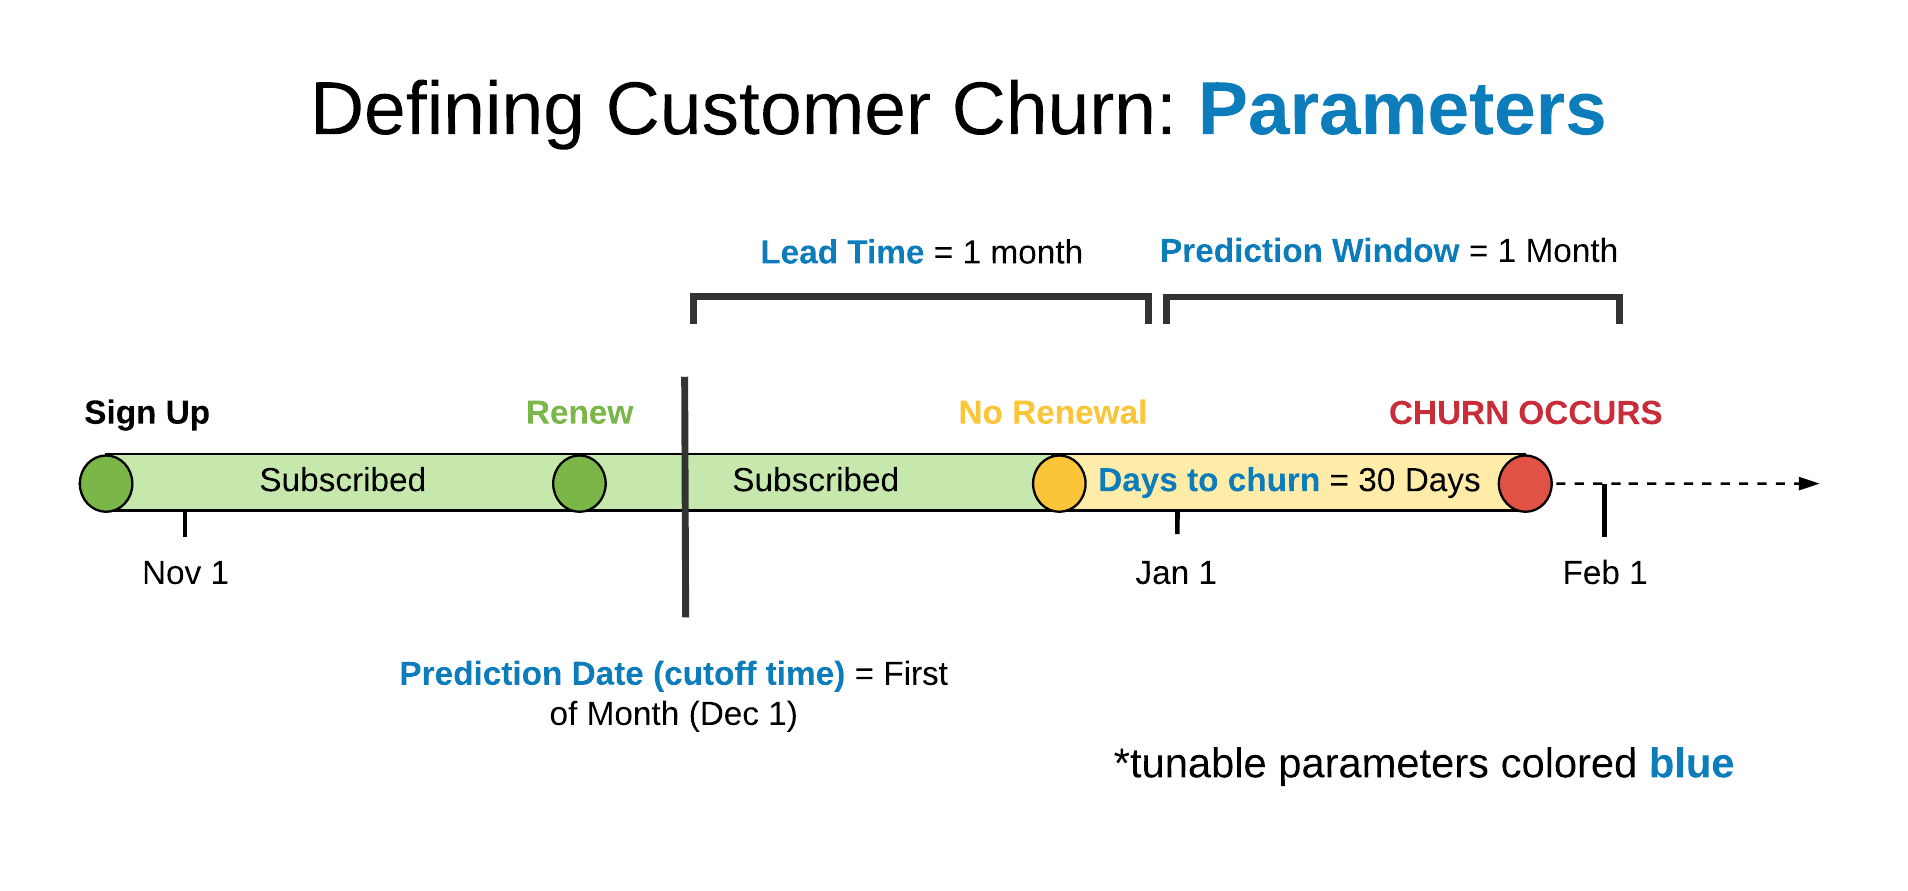 Defining Customer Churn: Parameters
Lead Time = 1 month
Prediction Window = 1 Month
Sign Up
Renew
No Renewal
CHURN OCCURS
Subscribed
Subscribed
Days to churn = 30 Days
Nov 1
Jan 1
Feb 1
Prediction Date (cutoff time) = First
of Month (Dec 1)
*tunable parameters colored blue